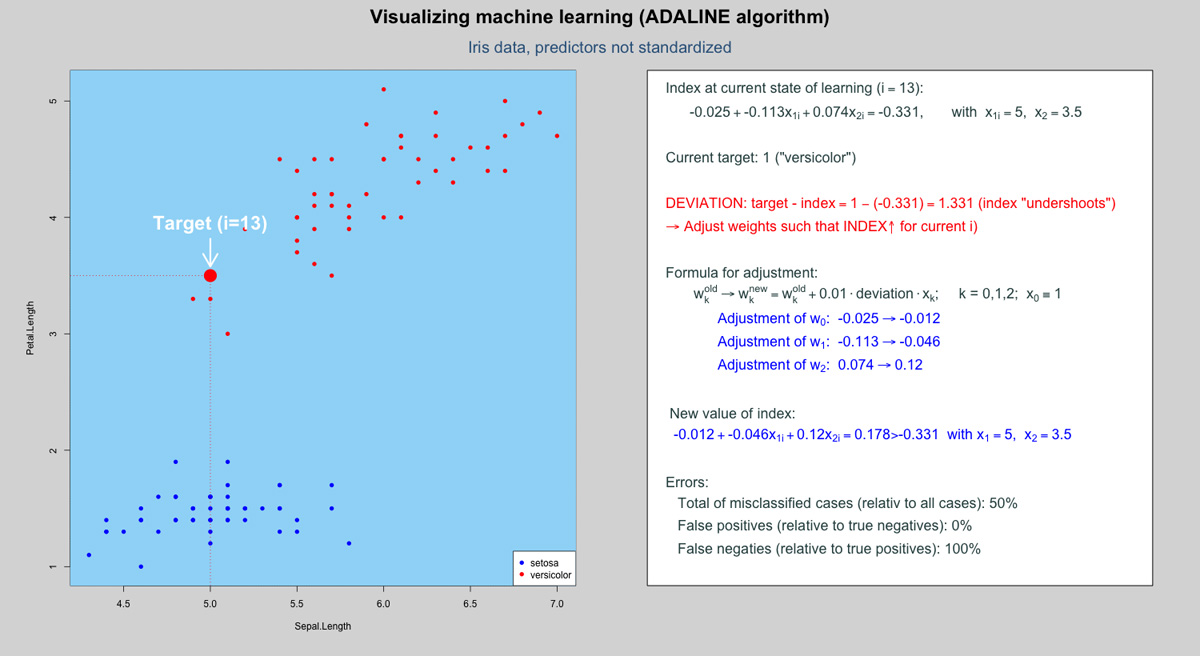 Visualizing machine learning (ADALINE algorithm)
Iris data, predictors not standardized
Petal.Length
5
4
3
2
1
Target (i=13)
setosa
versicolor
4.5 5.0 5.5 6.0 6.5 7.0
Sepal.Length
Index at current state of learning (i = 13):
-0.025 + -0.113x₁ᵢ + 0.074x₂ᵢ = -0.331, with x₁ᵢ = 5, x₂ = 3.5
Current target: 1 ("versicolor")
DEVIATION: target - index = 1 − (-0.331) = 1.331 (index "undershoots")
→ Adjust weights such that INDEX↑ for current i)
Formula for adjustment:
wₖ^old → wₖ^new = wₖ^old + 0.01 · deviation · xₖ; k = 0,1,2; x₀ ≡ 1
Adjustment of w₀: -0.025 → -0.012
Adjustment of w₁: -0.113 → -0.046
Adjustment of w₂: 0.074 → 0.12
New value of index:
-0.012 + -0.046x₁ᵢ + 0.12x₂ᵢ = 0.178>-0.331 with x₁ = 5, x₂ = 3.5
Errors:
Total of misclassified cases (relativ to all cases): 50%
False positives (relative to true negatives): 0%
False negaties (relative to true positives): 100%